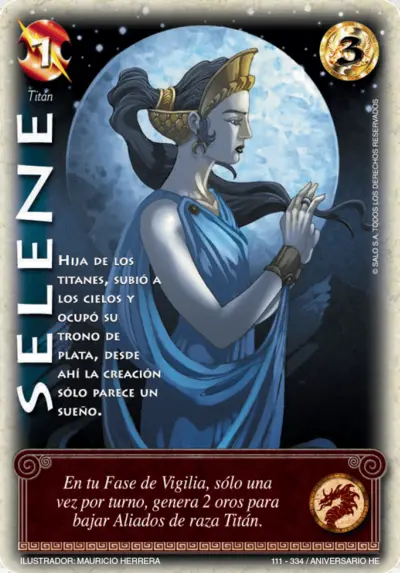 1
3
Titán
SELENE
HIJA DE LOS
TITANES, SUBIÓ A
LOS CIELOS Y
OCUPÓ SU
TRONO DE
PLATA, DESDE
AHÍ LA CREACIÓN
SÓLO PARECE UN
SUEÑO.
© SALO S.A. TODOS LOS DERECHOS RESERVADOS
En tu Fase de Vigilia, sólo una
vez por turno, genera 2 oros para
bajar Aliados de raza Titán.
ILUSTRADOR: MAURICIO HERRERA
111 - 334 / ANIVERSARIO HE